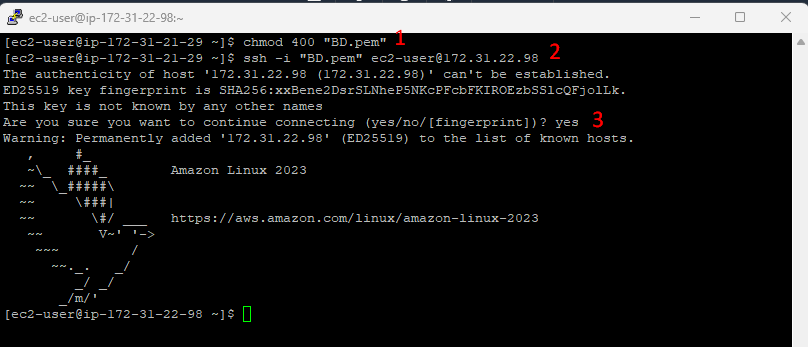 ec2-user@ip-172-31-22-98:~
[ec2-user@ip-172-31-21-29 ~]$ chmod 400 "BD.pem" 1
[ec2-user@ip-172-31-21-29 ~]$ ssh -i "BD.pem" ec2-user@172.31.22.98 2
The authenticity of host '172.31.22.98 (172.31.22.98)' can't be established.
ED25519 key fingerprint is SHA256:xxBene2DsrSLNheP5NKcPFcbFKIROEzbSSlcQFjolLk.
This key is not known by any other names
Are you sure you want to continue connecting (yes/no/[fingerprint])? yes 3
Warning: Permanently added '172.31.22.98' (ED25519) to the list of known hosts.
   ,     #_
   ~\_  ####_        Amazon Linux 2023
  ~~  \_#####\
  ~~     \###|
  ~~       \#/ ___   https://aws.amazon.com/linux/amazon-linux-2023
   ~~       V~' '->
    ~~~         /
      ~~._.   _/
         _/ _/
       _/m/'
[ec2-user@ip-172-31-22-98 ~]$